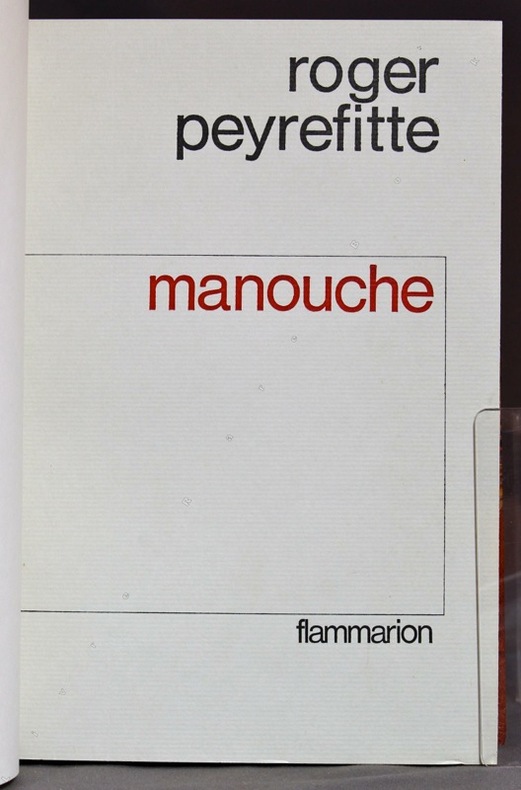 roger
peyrefitte
manouche
flammarion